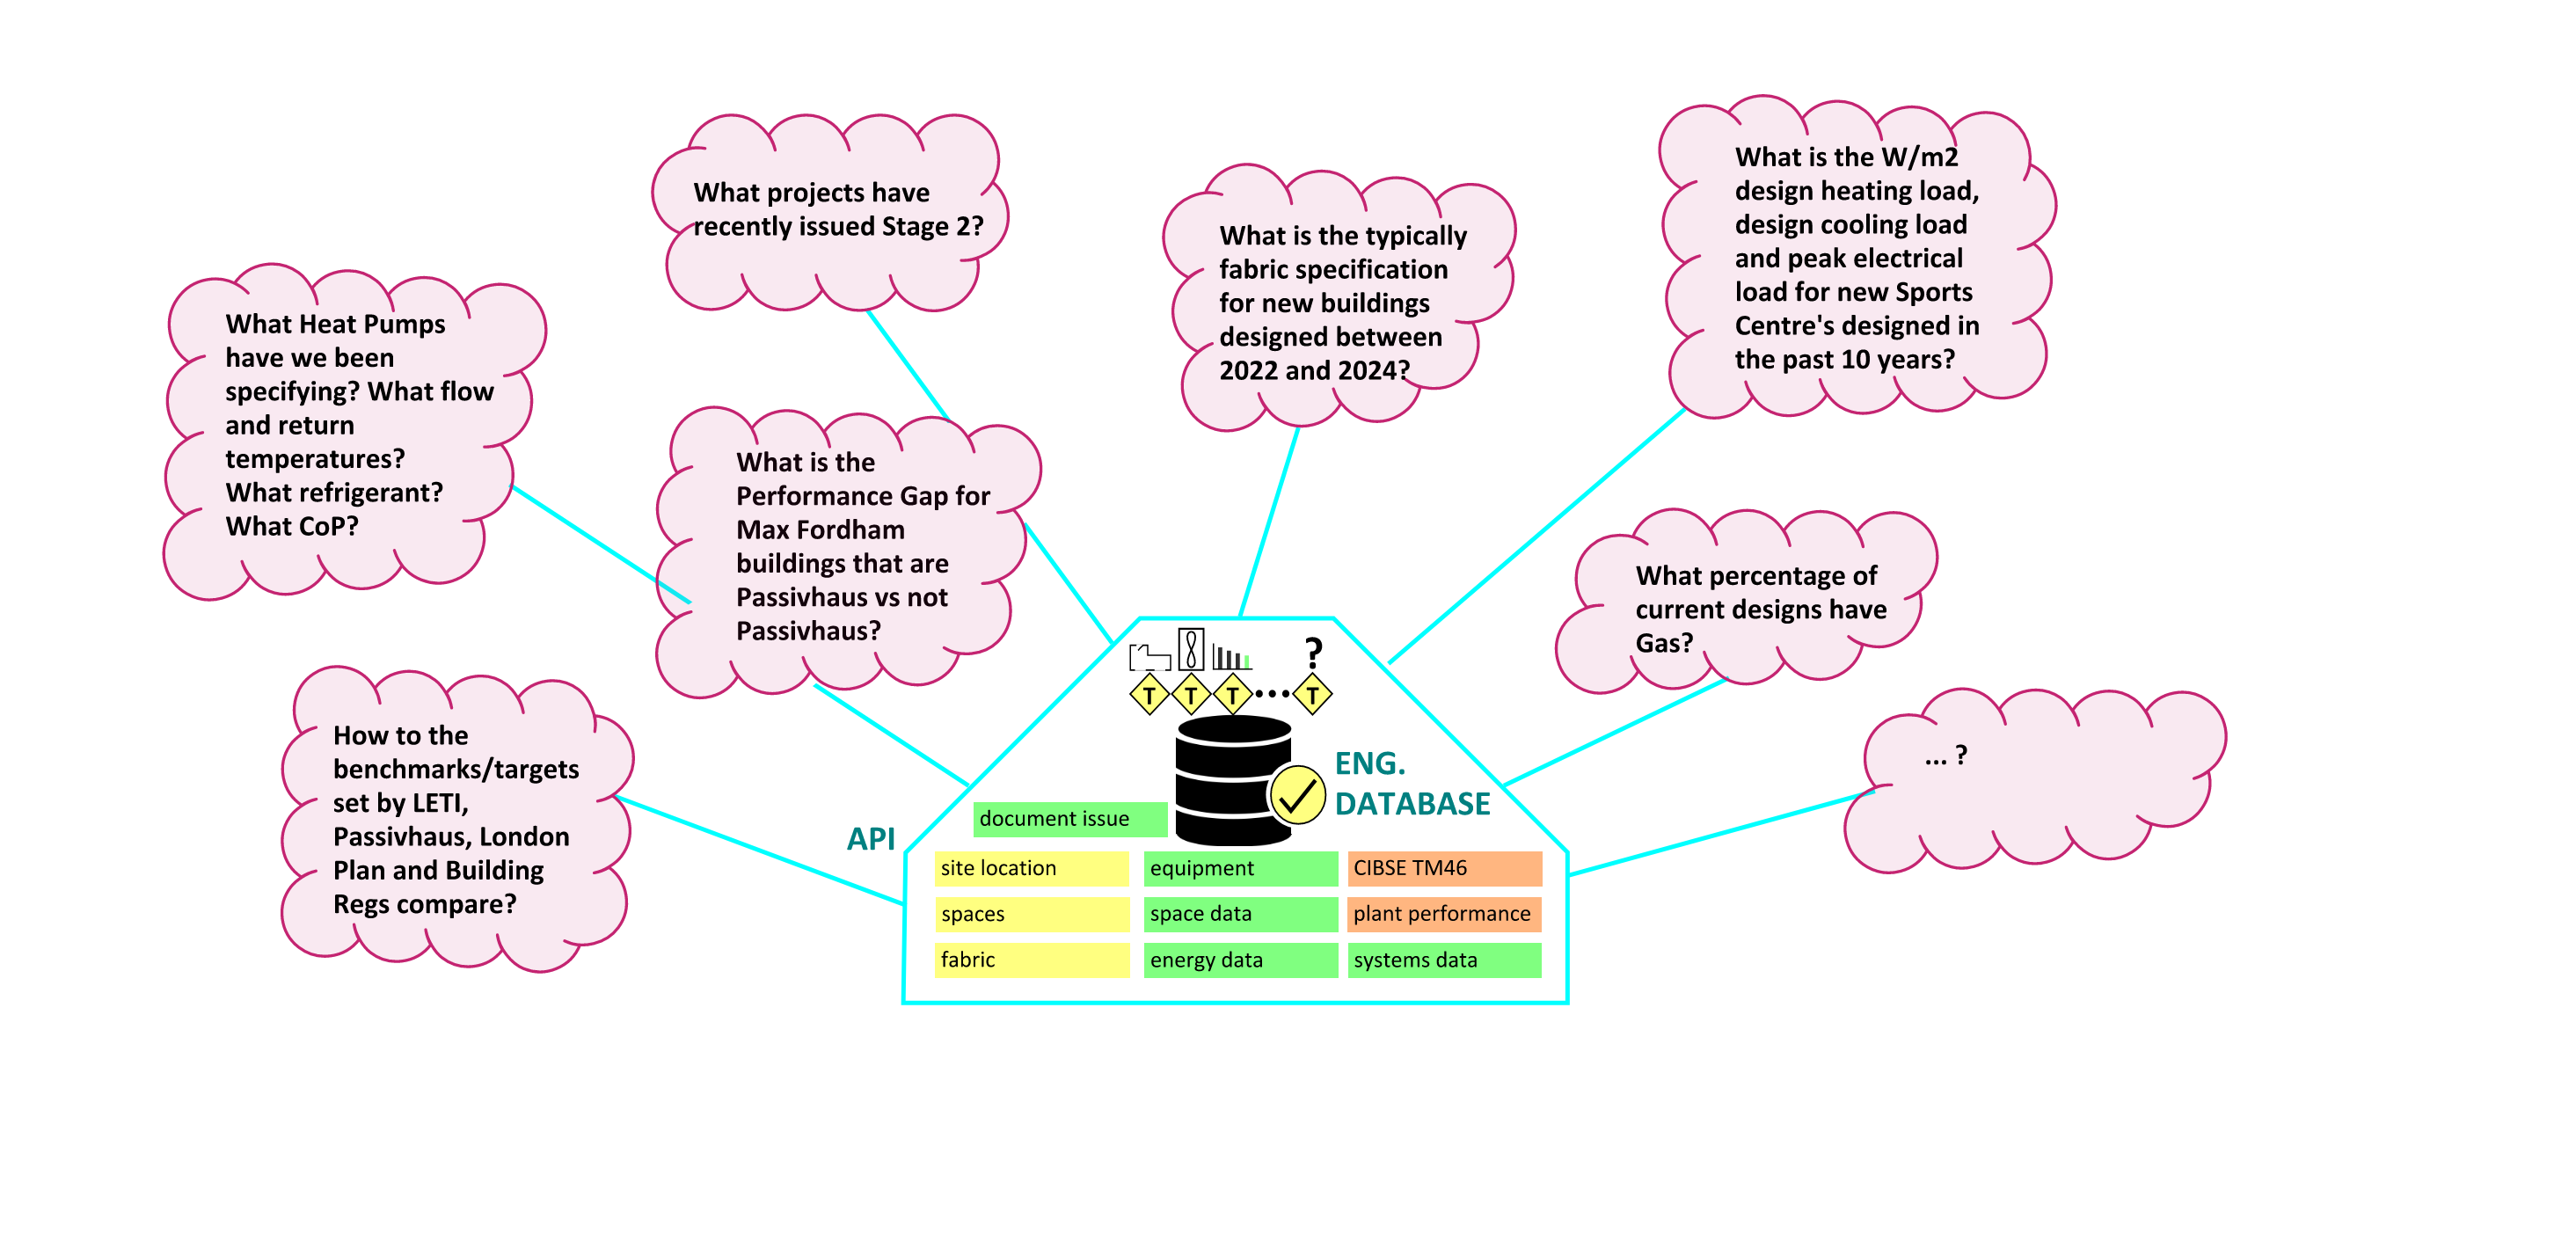 What projects have
recently issued Stage 2?
What is the W/m2
design heating load,
design cooling load
and peak electrical
load for new Sports
Centre's designed in
the past 10 years?
What is the typically
fabric specification
for new buildings
designed between
2022 and 2024?
What Heat Pumps
have we been
specifying? What flow
and return
temperatures?
What refrigerant?
What CoP?
What is the
Performance Gap for
Max Fordham
buildings that are
Passivhaus vs not
Passivhaus?
What percentage of
current designs have
Gas?
How to the
benchmarks/targets
set by LETI,
Passivhaus, London
Plan and Building
Regs compare?
... ?
?
T T T ... T
ENG.
DATABASE
API
document issue
site location
equipment
CIBSE TM46
spaces
space data
plant performance
fabric
energy data
systems data